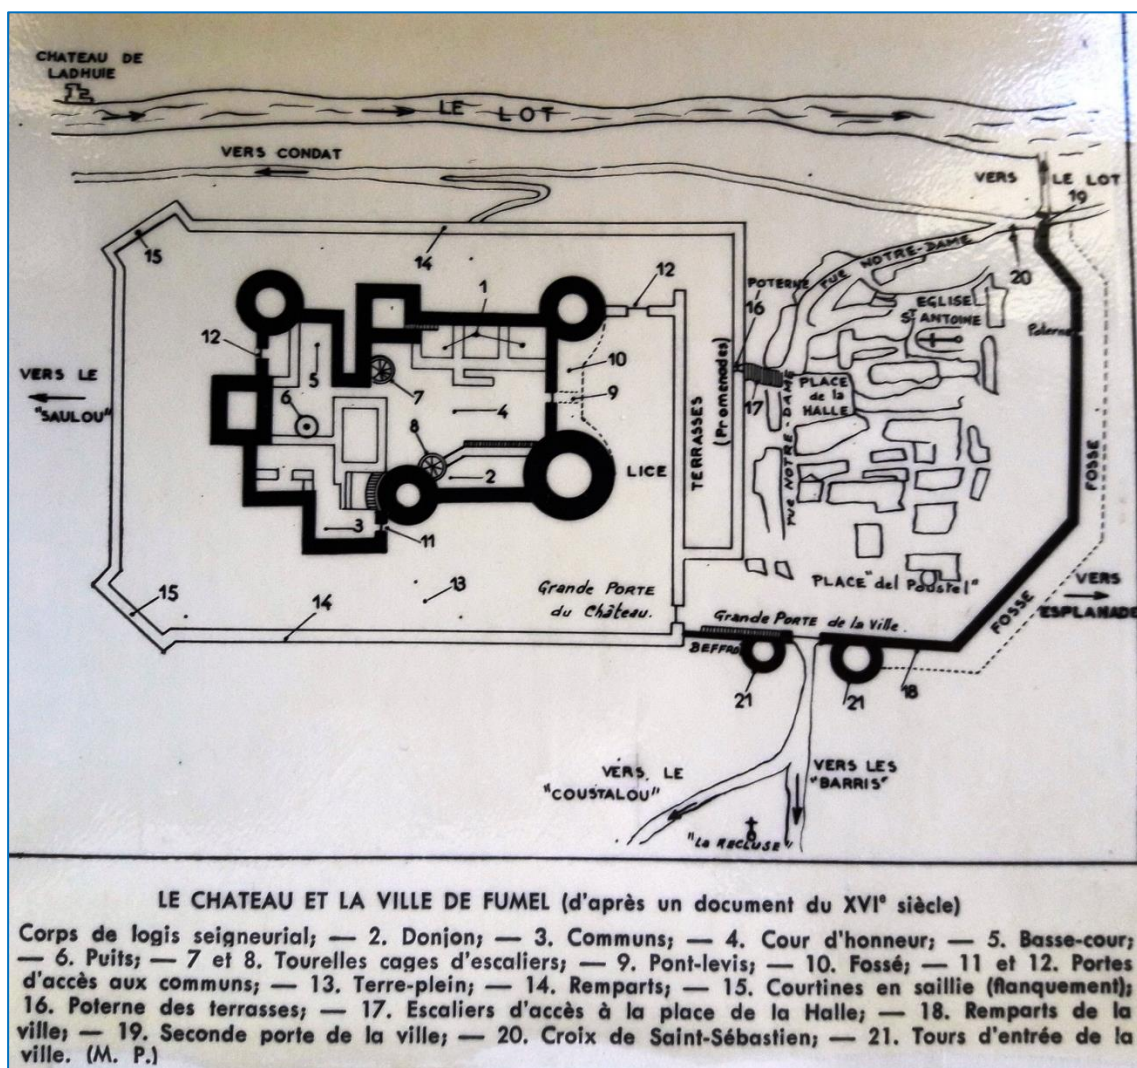 CHATEAU DE
LADHUIE
LE LOT
VERS CONDAT
VERS
LE LOT
19
15
14
12
1
POTERNE
16
RUE NOTRE-DAME
20
EGLISE
ST ANTOINE
Poterne
12
5
10
VERS LE
"SAULOU"
6
7
4
9
17
PLACE
de la
HALLE
TERRASSES
(Promenades)
8
2
LICE
RUE NOTRE-DAME
FOSSE
3
11
15
14
13
Grande PORTE
du Château.
PLACE "del Poustel"
FOSSE
VERS
ESPLANADE
Grande PORTE de la Ville.
BEFFROI
21
21
18
VERS LE
"COUSTALOU"
VERS LES
"BARRIS"
"La RECLUSE"
LE CHATEAU ET LA VILLE DE FUMEL (d'après un document du XVIe siècle)
Corps de logis seigneurial; — 2. Donjon; — 3. Communs; — 4. Cour d'honneur; — 5. Basse-cour;
— 6. Puits; — 7 et 8. Tourelles cages d'escaliers; — 9. Pont-levis; — 10. Fossé; — 11 et 12. Portes
d'accès aux communs; — 13. Terre-plein; — 14. Remparts; — 15. Courtines en saillie (flanquement);
16. Poterne des terrasses; — 17. Escaliers d'accès à la place de la Halle; — 18. Remparts de la
ville; — 19. Seconde porte de la ville; — 20. Croix de Saint-Sébastien; — 21. Tours d'entrée de la
ville. (M. P.)